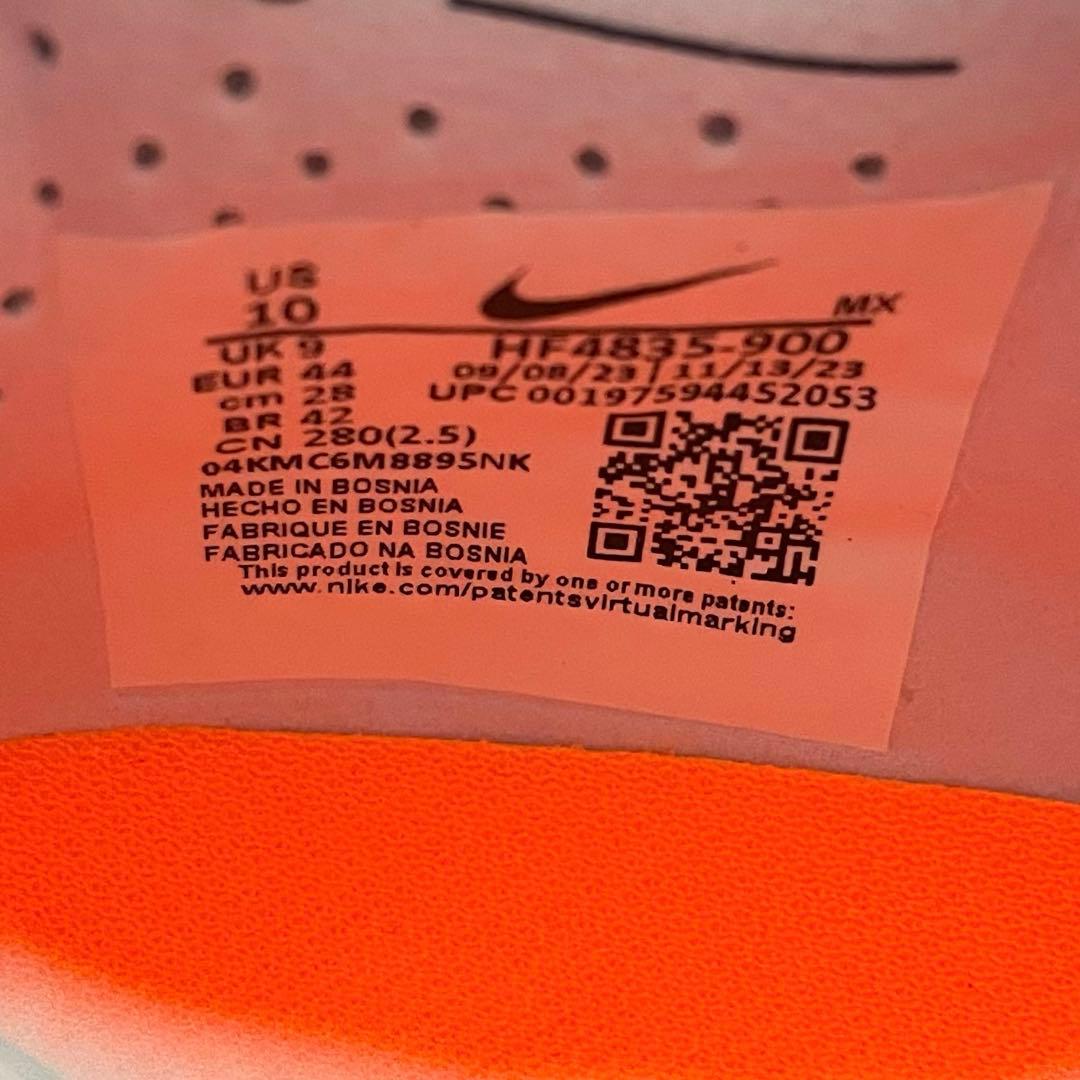 US
10
MX
UK 9
EUR 44
cm 28
BR 42
CN 280(2.5)
HF4835-900
09/08/23 | 11/13/23
UPC 00197594452053
04KMC6M8895NK
MADE IN BOSNIA
HECHO EN BOSNIA
FABRIQUE EN BOSNIE
FABRICADO NA BOSNIA
This product is covered by one or more patents:
www.nike.com/patentsvirtualmarking